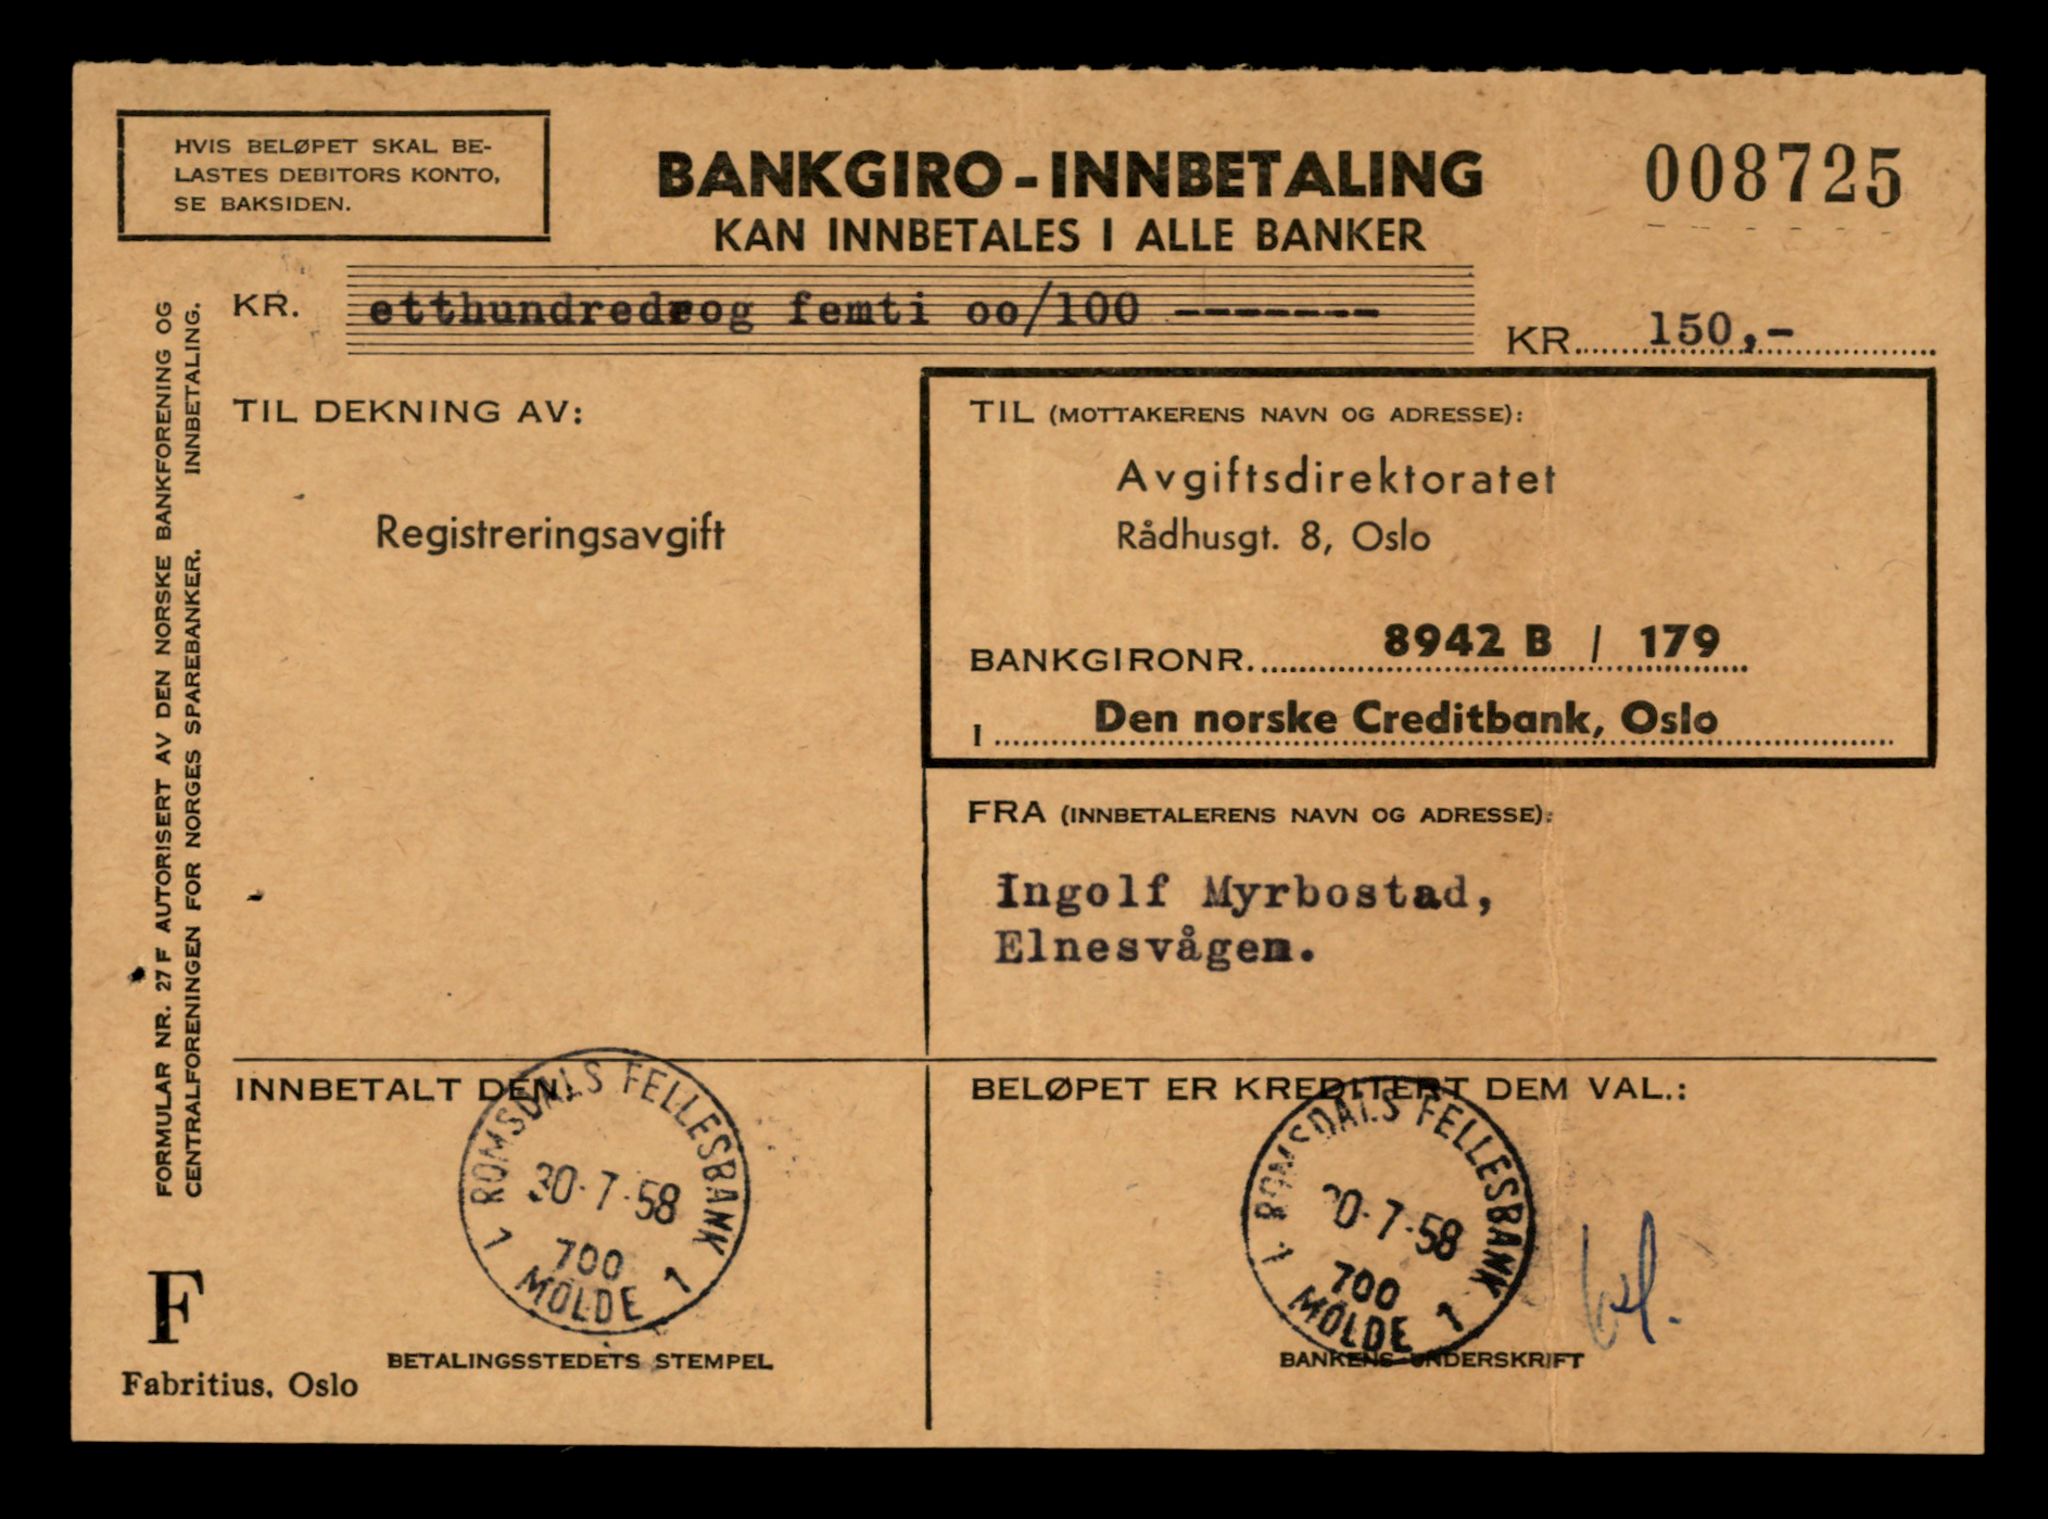 HVIS BELØPET SKAL BE-
LASTES DEBITORS KONTO,
SE BAKSIDEN.
BANKGIRO-INNBETALING
KAN INNBETALES I ALLE BANKER
008725
KR. etthundredrog femti oo/100 -------
KR. 150,-
TIL DEKNING AV:
Registreringsavgift
TIL (MOTTAKERENS NAVN OG ADRESSE):
Avgiftsdirektoratet
Rådhusgt. 8, Oslo
BANKGIRONR. 8942 B / 179
I Den norske Creditbank, Oslo
FRA (INNBETALERENS NAVN OG ADRESSE):
Ingolf Myrbostad,
Elnesvågen.
INNBETALT DEN:
ROMSDALS FELLESBANK
30-7-58
700
1 MOLDE 1
BETALINGSSTEDETS STEMPEL
BELØPET ER KREDITERT DEM VAL.:
ROMSDALS FELLESBANK
30-7-58
700
1 MOLDE 1
BANKENS UNDERSKRIFT
FORMULAR NR. 27 F AUTORISERT AV DEN NORSKE BANKFORENING OG
CENTRALFORENINGEN FOR NORGES SPAREBANKER. INNBETALING.
F
Fabritius, Oslo